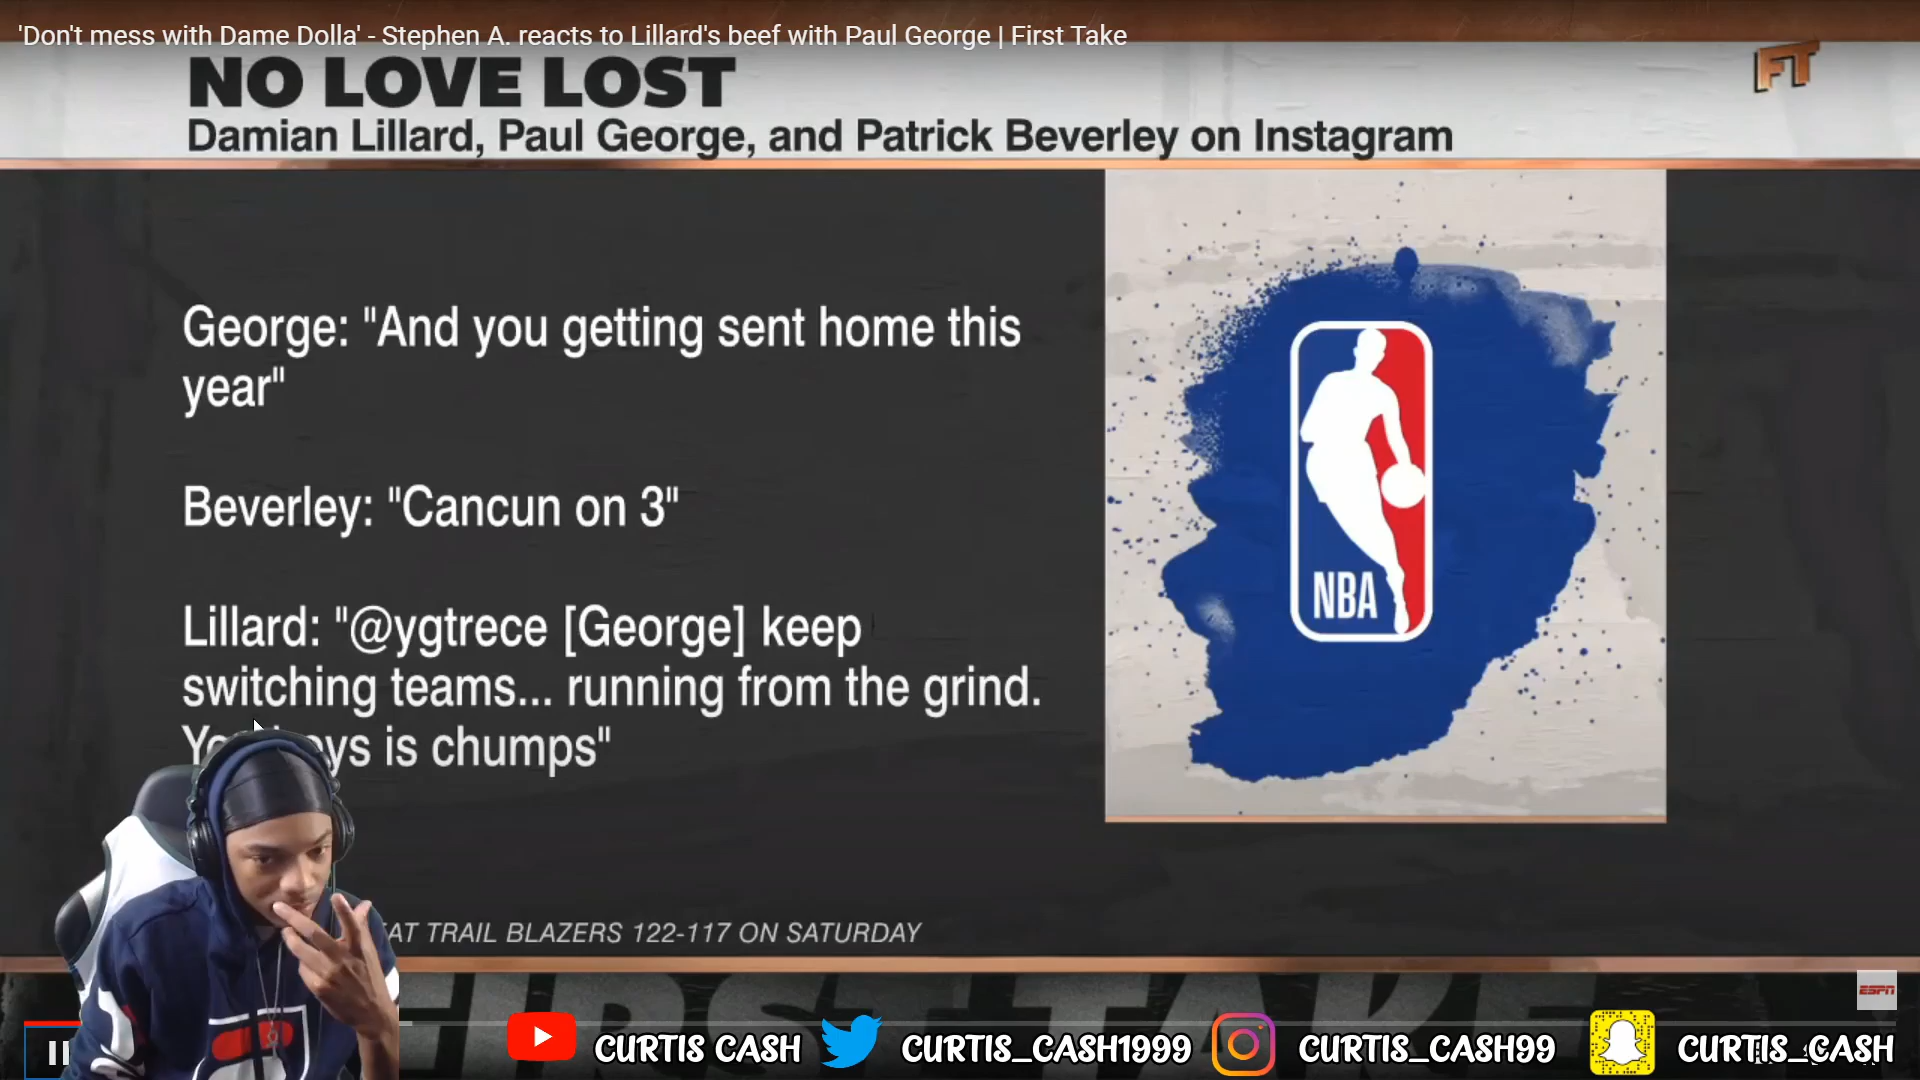 'Don't mess with Dame Dolla' - Stephen A. reacts to Lillard's beef with Paul George | First Take
FT
NO LOVE LOST
Damian Lillard, Paul George, and Patrick Beverley on Instagram
George: "And you getting sent home this
year"
Beverley: "Cancun on 3"
Lillard: "@ygtrece [George] keep
switching teams... running from the grind.
is chumps"
NBA
TRAIL BLAZERS 122-117 ON SATURDAY
FIRST TAKE
ESPN
CURTIS CASH
CURTIS_CASH1999
CURTIS_CASH99
CURTIS_CASH